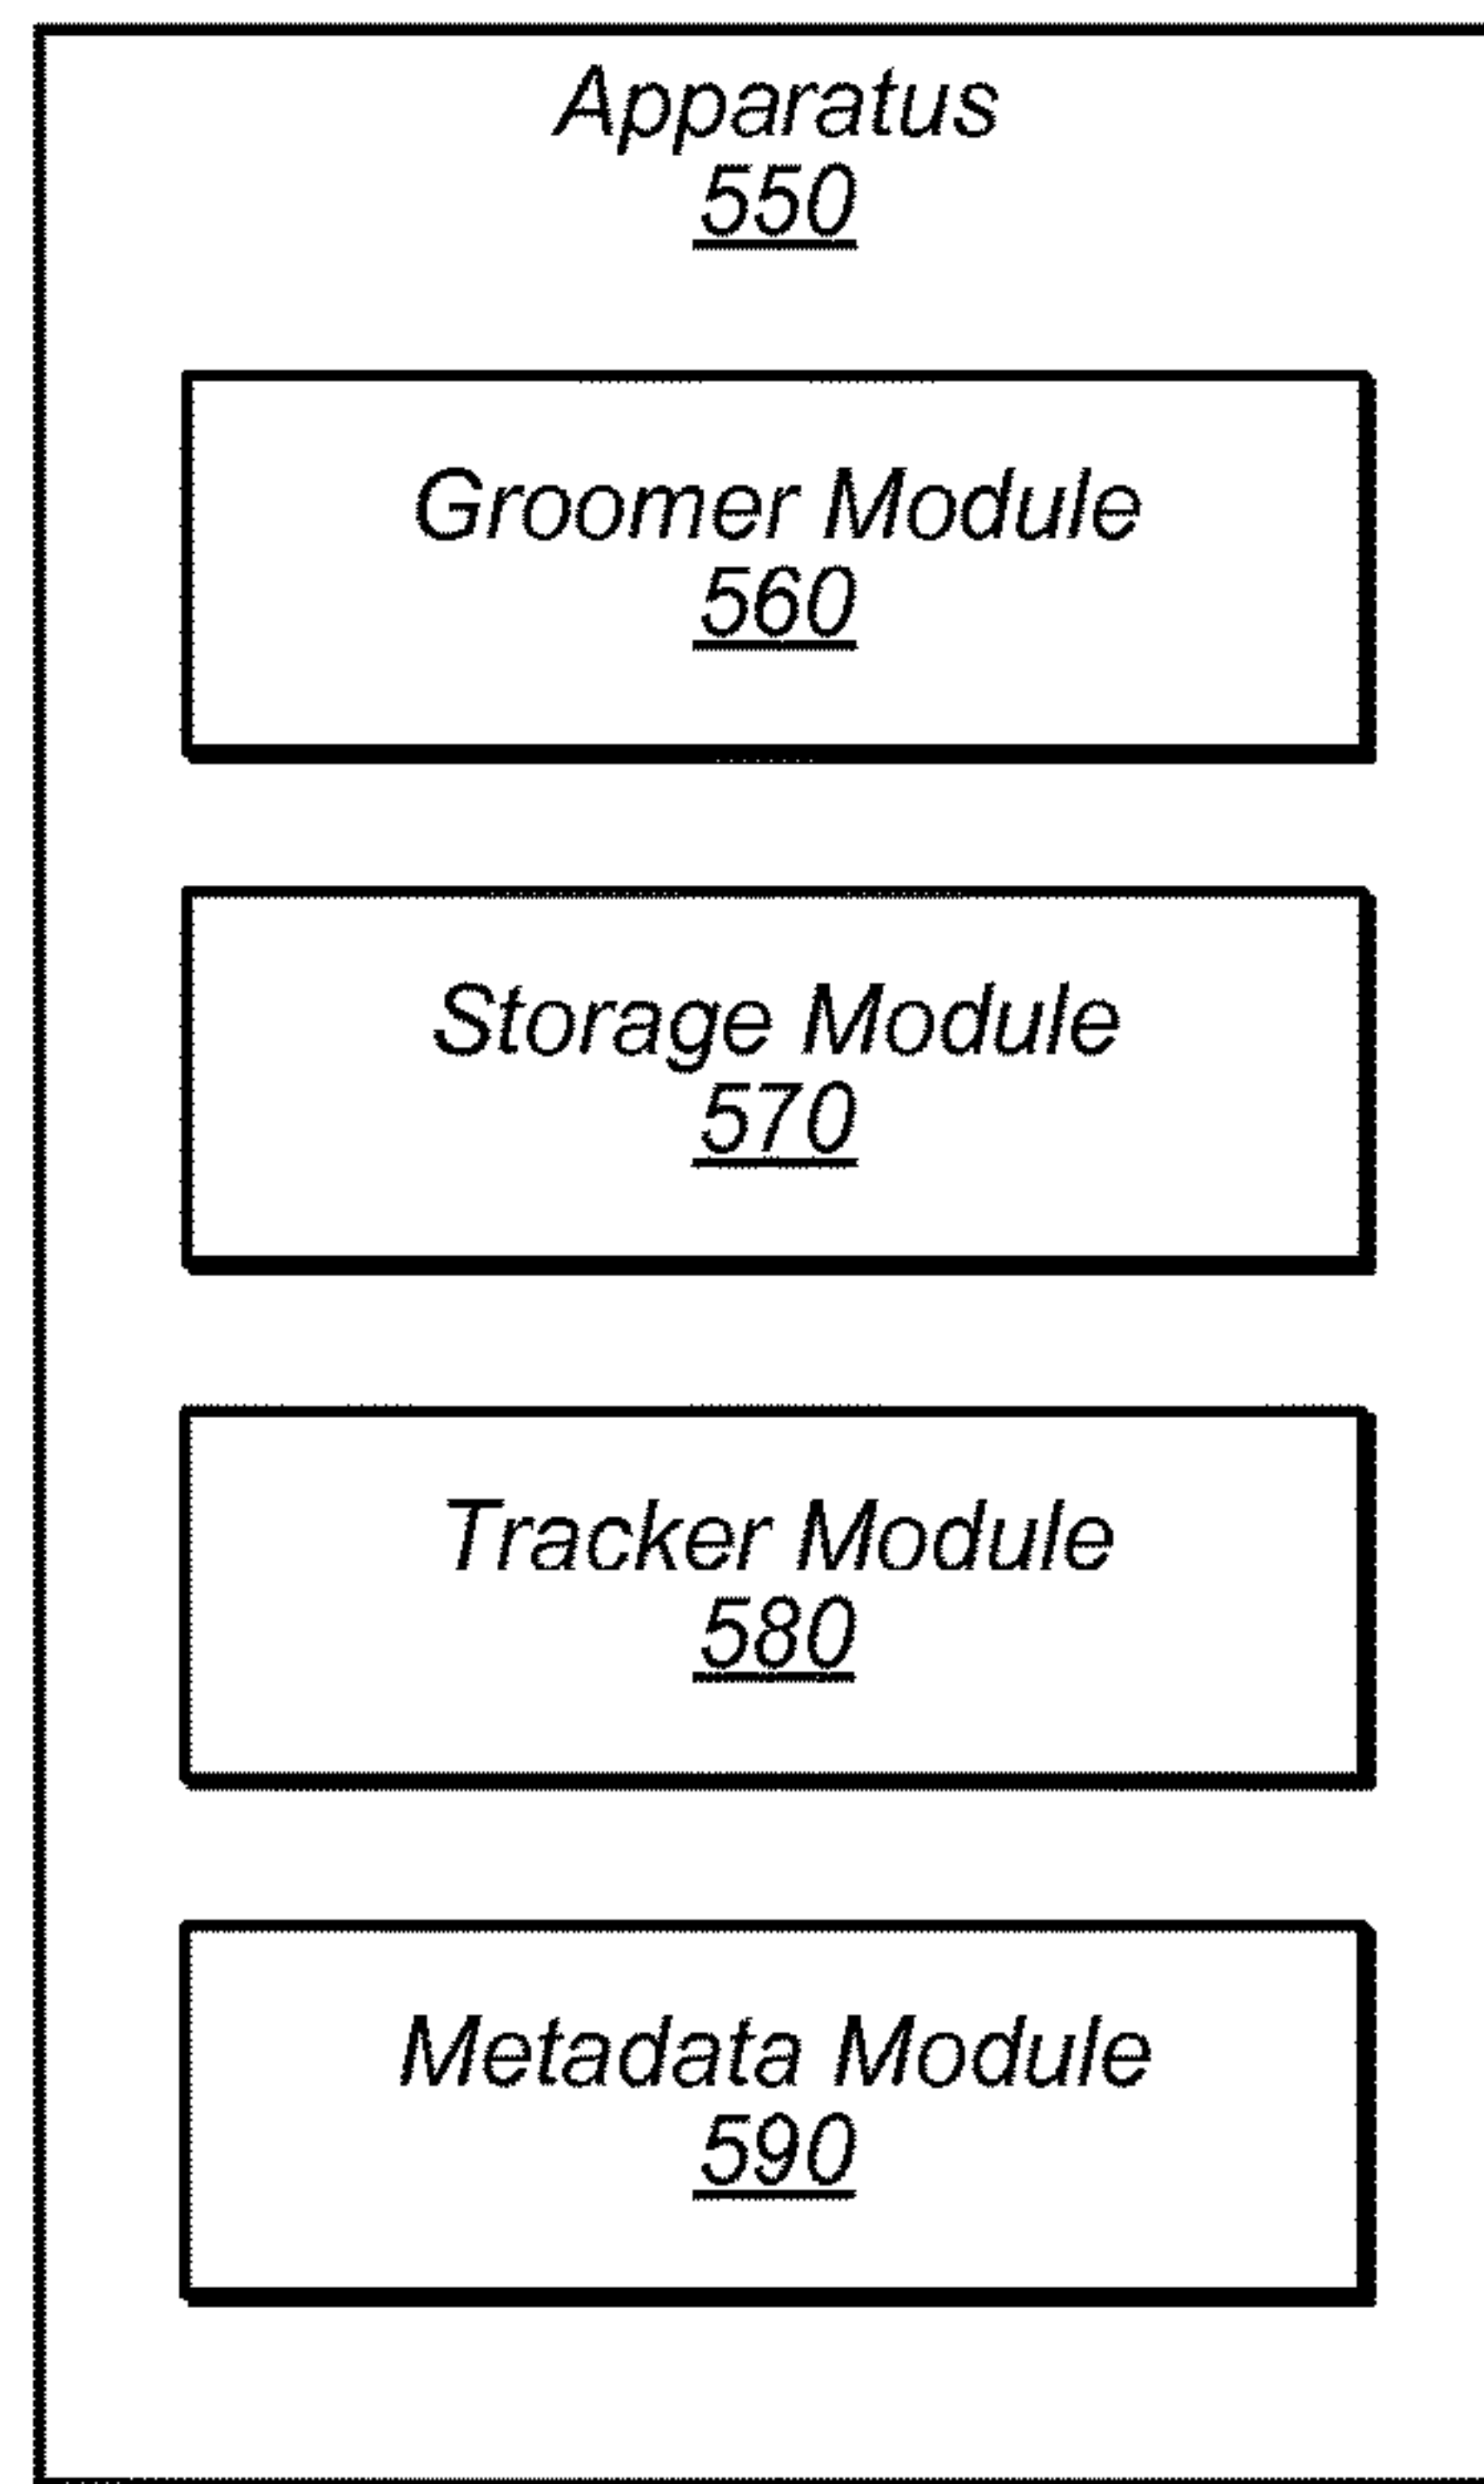 Apparatus
550
Groomer Module
560
Storage Module
570
Tracker Module
580
Metadata Module
590